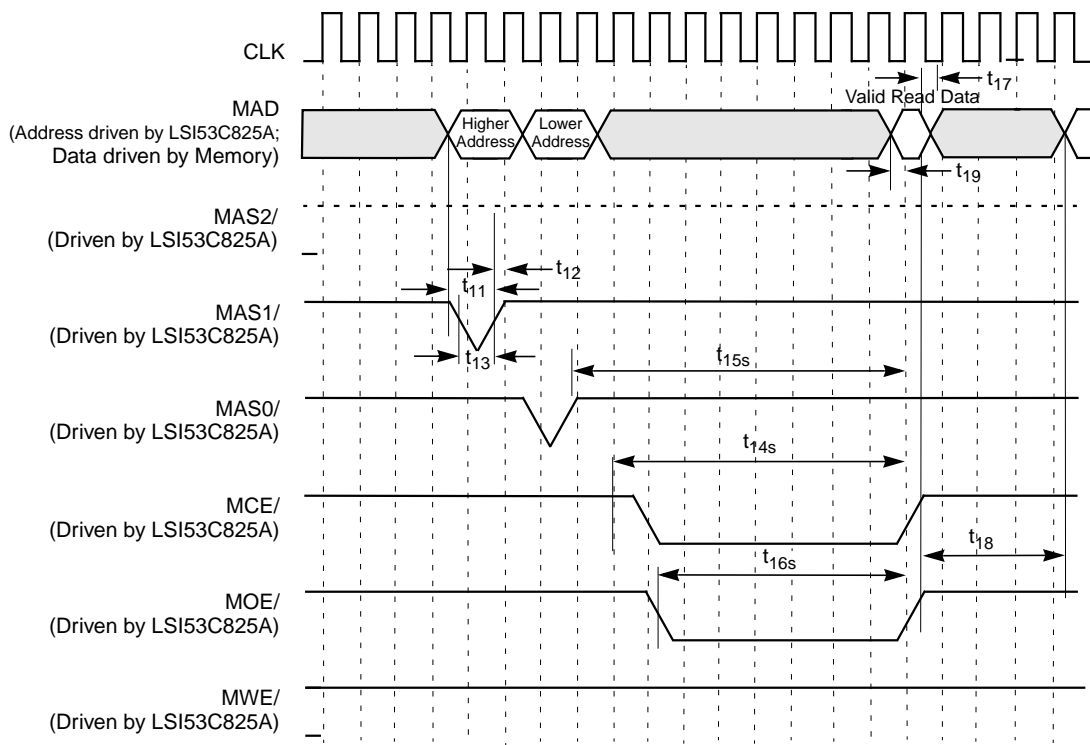 CLK
t17
Valid Read Data
MAD
(Address driven by LSI53C825A;
Data driven by Memory)
Higher
Address
Lower
Address
t19
MAS2/
(Driven by LSI53C825A)
t12
t11
MAS1/
(Driven by LSI53C825A)
t13
t15s
MAS0/
(Driven by LSI53C825A)
t14s
MCE/
(Driven by LSI53C825A)
t18
t16s
MOE/
(Driven by LSI53C825A)
MWE/
(Driven by LSI53C825A)